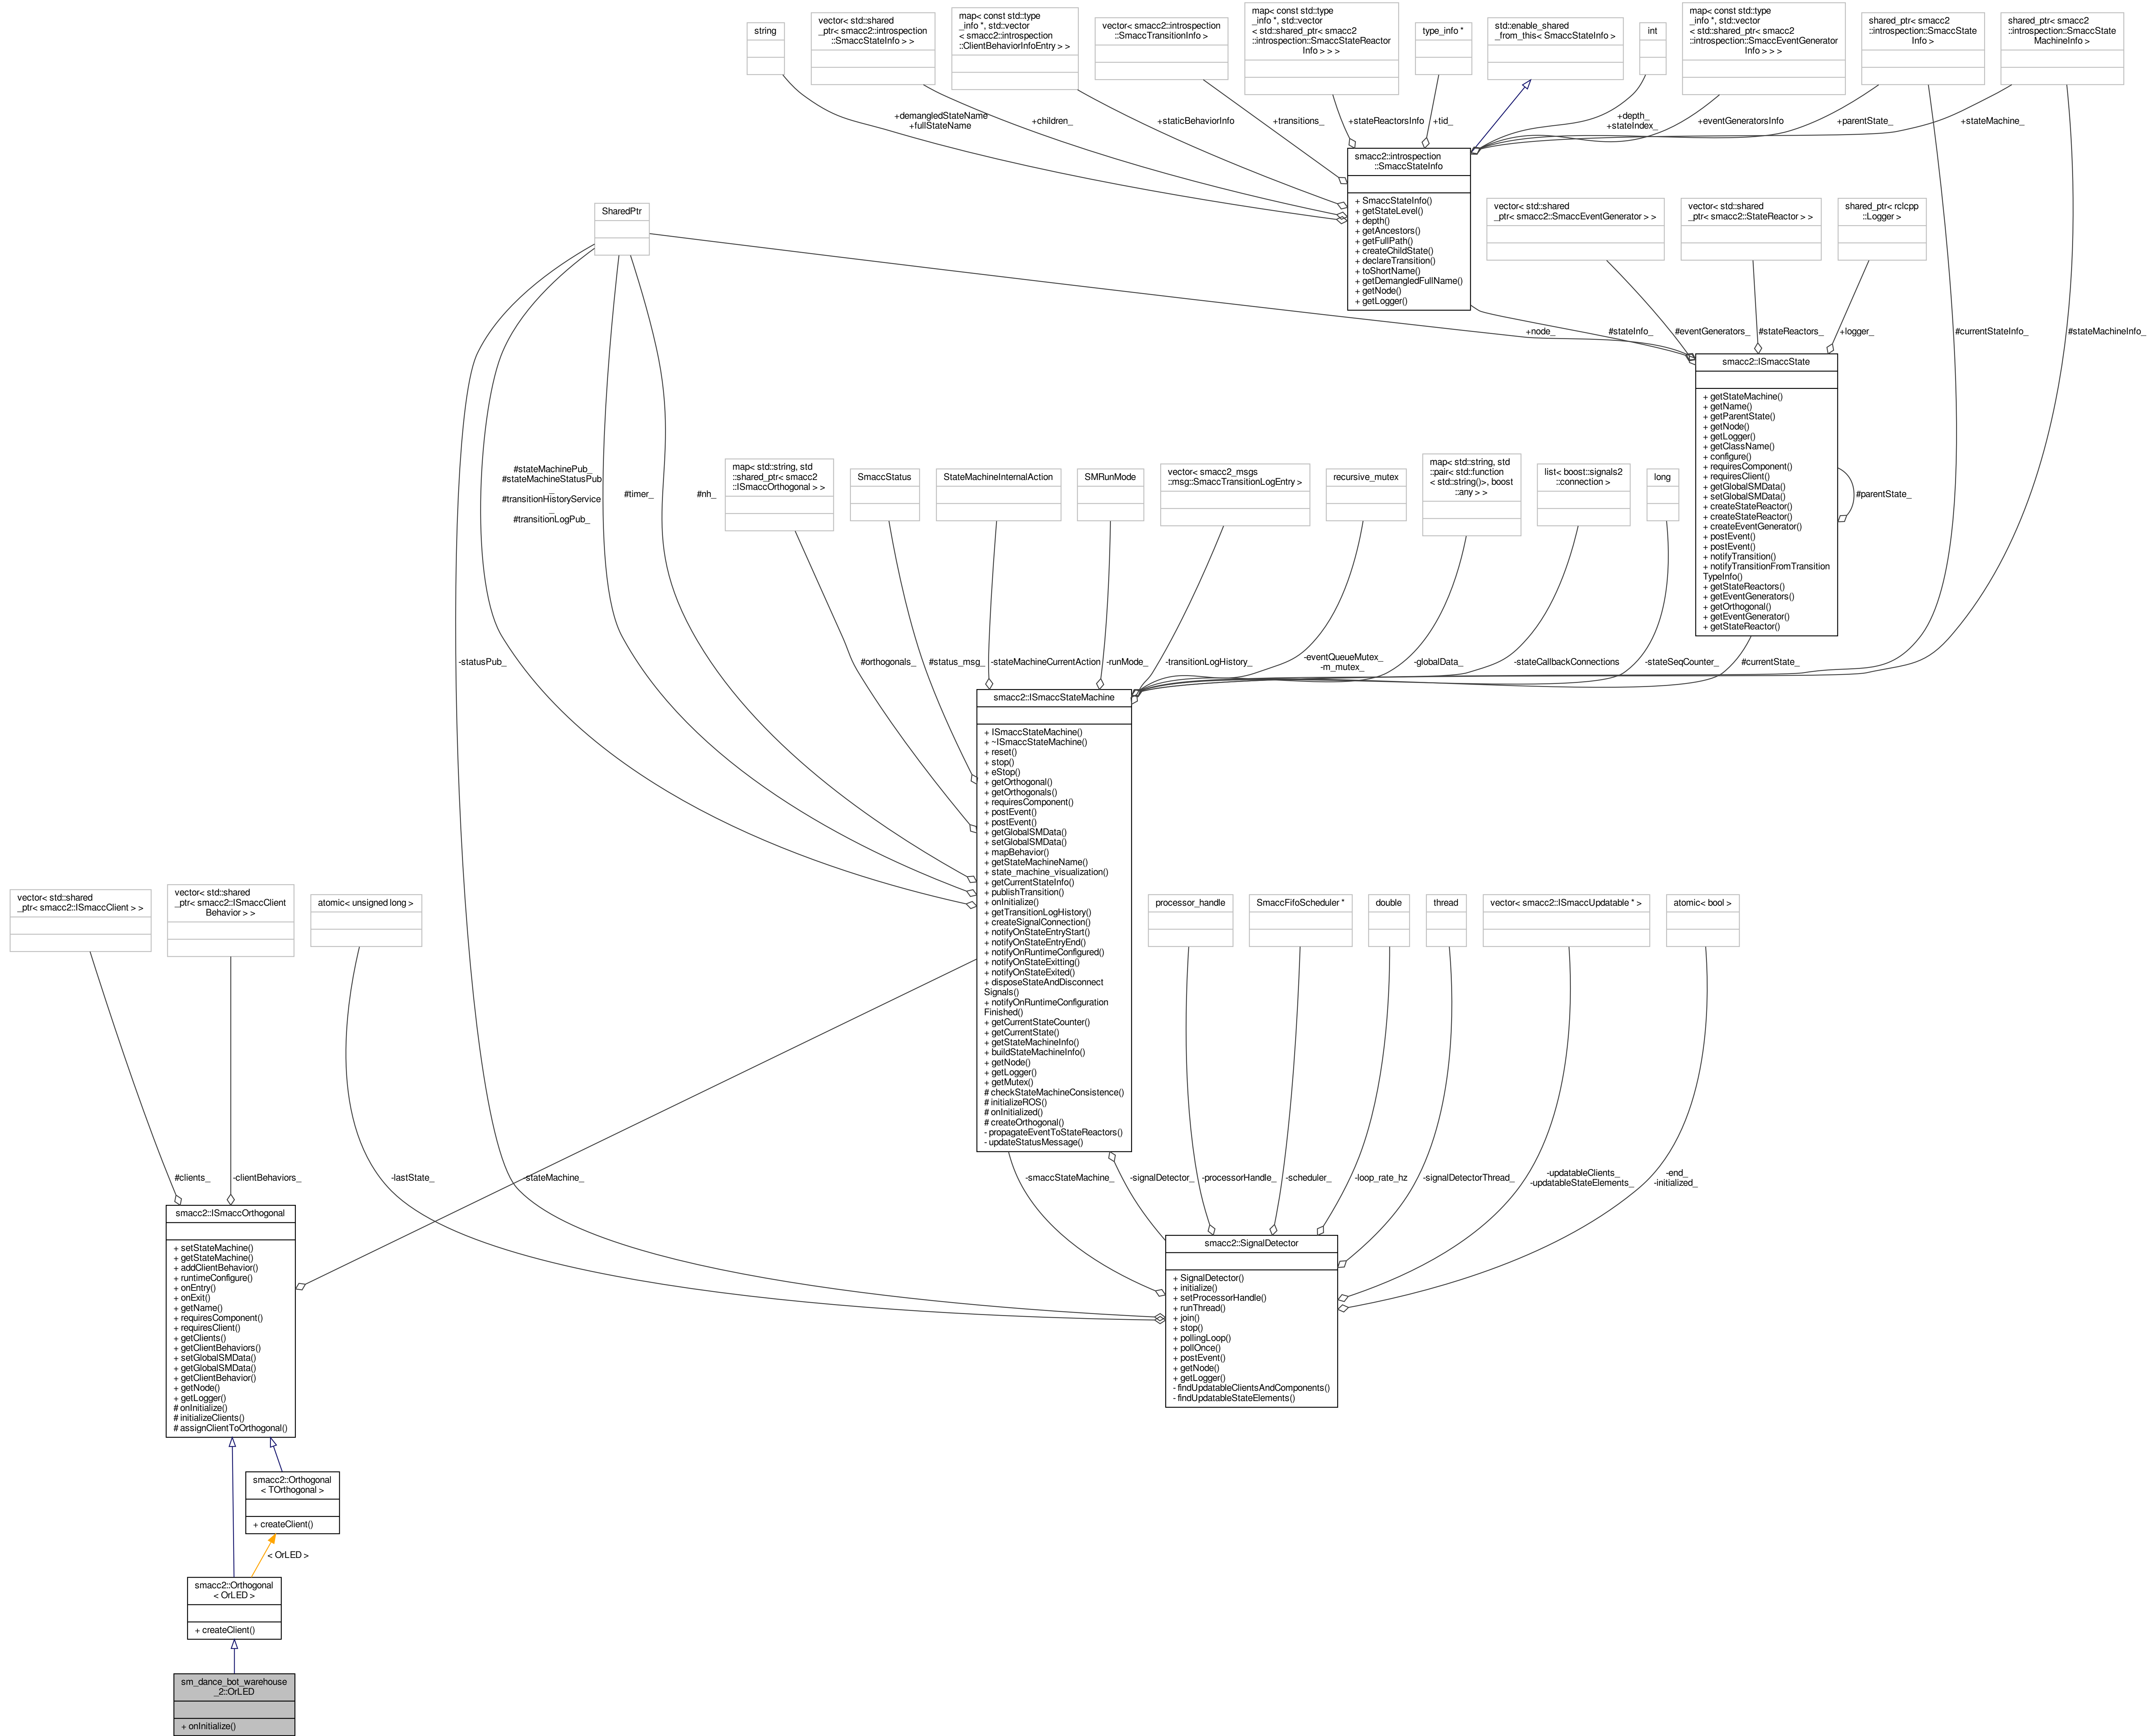 string
vector< std::shared
_ptr< smacc2::introspection
::SmaccStateInfo > >
map< const std::type
_info *, std::vector
< smacc2::introspection
::ClientBehaviorInfoEntry > >
vector< smacc2::introspection
::SmaccTransitionInfo >
map< const std::type
_info *, std::vector
< std::shared_ptr< smacc2
::introspection::SmaccStateReactor
Info > > >
type_info *
std::enable_shared
_from_this< SmaccStateInfo >
int
map< const std::type
_info *, std::vector
< std::shared_ptr< smacc2
::introspection::SmaccEventGenerator
Info > > >
shared_ptr< smacc2
::introspection::SmaccState
Info >
shared_ptr< smacc2
::introspection::SmaccState
MachineInfo >
+demangledStateName
+fullStateName
+children_
+staticBehaviorInfo
+transitions_
+stateReactorsInfo
+tid_
+depth_
+stateIndex_
+eventGeneratorsInfo
+parentState_
+stateMachine_
smacc2::introspection
::SmaccStateInfo
+ SmaccStateInfo()
+ getStateLevel()
+ depth()
+ getAncestors()
+ getFullPath()
+ createChildState()
+ declareTransition()
+ toShortName()
+ getDemangledFullName()
+ getNode()
+ getLogger()
SharedPtr
vector< std::shared
_ptr< smacc2::SmaccEventGenerator > >
vector< std::shared
_ptr< smacc2::StateReactor > >
shared_ptr< rclcpp
::Logger >
+node_
#stateInfo_
#eventGenerators_
#stateReactors_
+logger_
#currentStateInfo_
#stateMachineInfo_
smacc2::ISmaccState
+ getStateMachine()
+ getName()
+ getParentState()
+ getNode()
+ getLogger()
+ getClassName()
+ configure()
+ requiresComponent()
+ requiresClient()
+ getGlobalSMData()
+ setGlobalSMData()
+ createStateReactor()
+ createStateReactor()
+ createEventGenerator()
+ postEvent()
+ postEvent()
+ notifyTransition()
+ notifyTransitionFromTransition
TypeInfo()
+ getStateReactors()
+ getEventGenerators()
+ getOrthogonal()
+ getEventGenerator()
+ getStateReactor()
#parentState_
#stateMachinePub_
#stateMachineStatusPub
_
#transitionHistoryService
_
#transitionLogPub_
#timer_
#nh_
map< std::string, std
::shared_ptr< smacc2
::ISmaccOrthogonal > >
SmaccStatus
StateMachineInternalAction
SMRunMode
vector< smacc2_msgs
::msg::SmaccTransitionLogEntry >
recursive_mutex
map< std::string, std
::pair< std::function
< std::string()>, boost
::any > >
list< boost::signals2
::connection >
long
-statusPub_
#orthogonals_
#status_msg_
-stateMachineCurrentAction
-runMode_
-transitionLogHistory_
-eventQueueMutex_
-m_mutex_
-globalData_
-stateCallbackConnections
-stateSeqCounter_
#currentState_
smacc2::ISmaccStateMachine
+ ISmaccStateMachine()
+ ~ISmaccStateMachine()
+ reset()
+ stop()
+ eStop()
+ getOrthogonal()
+ getOrthogonals()
+ requiresComponent()
+ postEvent()
+ postEvent()
+ getGlobalSMData()
+ setGlobalSMData()
+ mapBehavior()
+ getStateMachineName()
+ state_machine_visualization()
+ getCurrentStateInfo()
+ publishTransition()
+ onInitialize()
+ getTransitionLogHistory()
+ createSignalConnection()
+ notifyOnStateEntryStart()
+ notifyOnStateEntryEnd()
+ notifyOnRuntimeConfigured()
+ notifyOnStateExitting()
+ notifyOnStateExited()
+ disposeStateAndDisconnect
Signals()
+ notifyOnRuntimeConfiguration
Finished()
+ getCurrentStateCounter()
+ getCurrentState()
+ getStateMachineInfo()
+ buildStateMachineInfo()
+ getNode()
+ getLogger()
+ getMutex()
# checkStateMachineConsistence()
# initializeROS()
# onInitialized()
# createOrthogonal()
- propagateEventToStateReactors()
- updateStatusMessage()
vector< std::shared
_ptr< smacc2::ISmaccClient > >
vector< std::shared
_ptr< smacc2::ISmaccClient
Behavior > >
atomic< unsigned long >
processor_handle
SmaccFifoScheduler *
double
thread
vector< smacc2::ISmaccUpdatable * >
atomic< bool >
#clients_
-clientBehaviors_
-lastState_
-stateMachine_
-smaccStateMachine_
-signalDetector_
-processorHandle_
-scheduler_
-loop_rate_hz
-signalDetectorThread_
-updatableClients_
-updatableStateElements_
-end_
-initialized_
smacc2::ISmaccOrthogonal
+ setStateMachine()
+ getStateMachine()
+ addClientBehavior()
+ runtimeConfigure()
+ onEntry()
+ onExit()
+ getName()
+ requiresComponent()
+ requiresClient()
+ getClients()
+ getClientBehaviors()
+ setGlobalSMData()
+ getGlobalSMData()
+ getClientBehavior()
+ getNode()
+ getLogger()
# onInitialize()
# initializeClients()
# assignClientToOrthogonal()
smacc2::SignalDetector
+ SignalDetector()
+ initialize()
+ setProcessorHandle()
+ runThread()
+ join()
+ stop()
+ pollingLoop()
+ pollOnce()
+ postEvent()
+ getNode()
+ getLogger()
- findUpdatableClientsAndComponents()
- findUpdatableStateElements()
smacc2::Orthogonal
< TOrthogonal >
+ createClient()
< OrLED >
smacc2::Orthogonal
< OrLED >
+ createClient()
sm_dance_bot_warehouse
_2::OrLED
+ onInitialize()